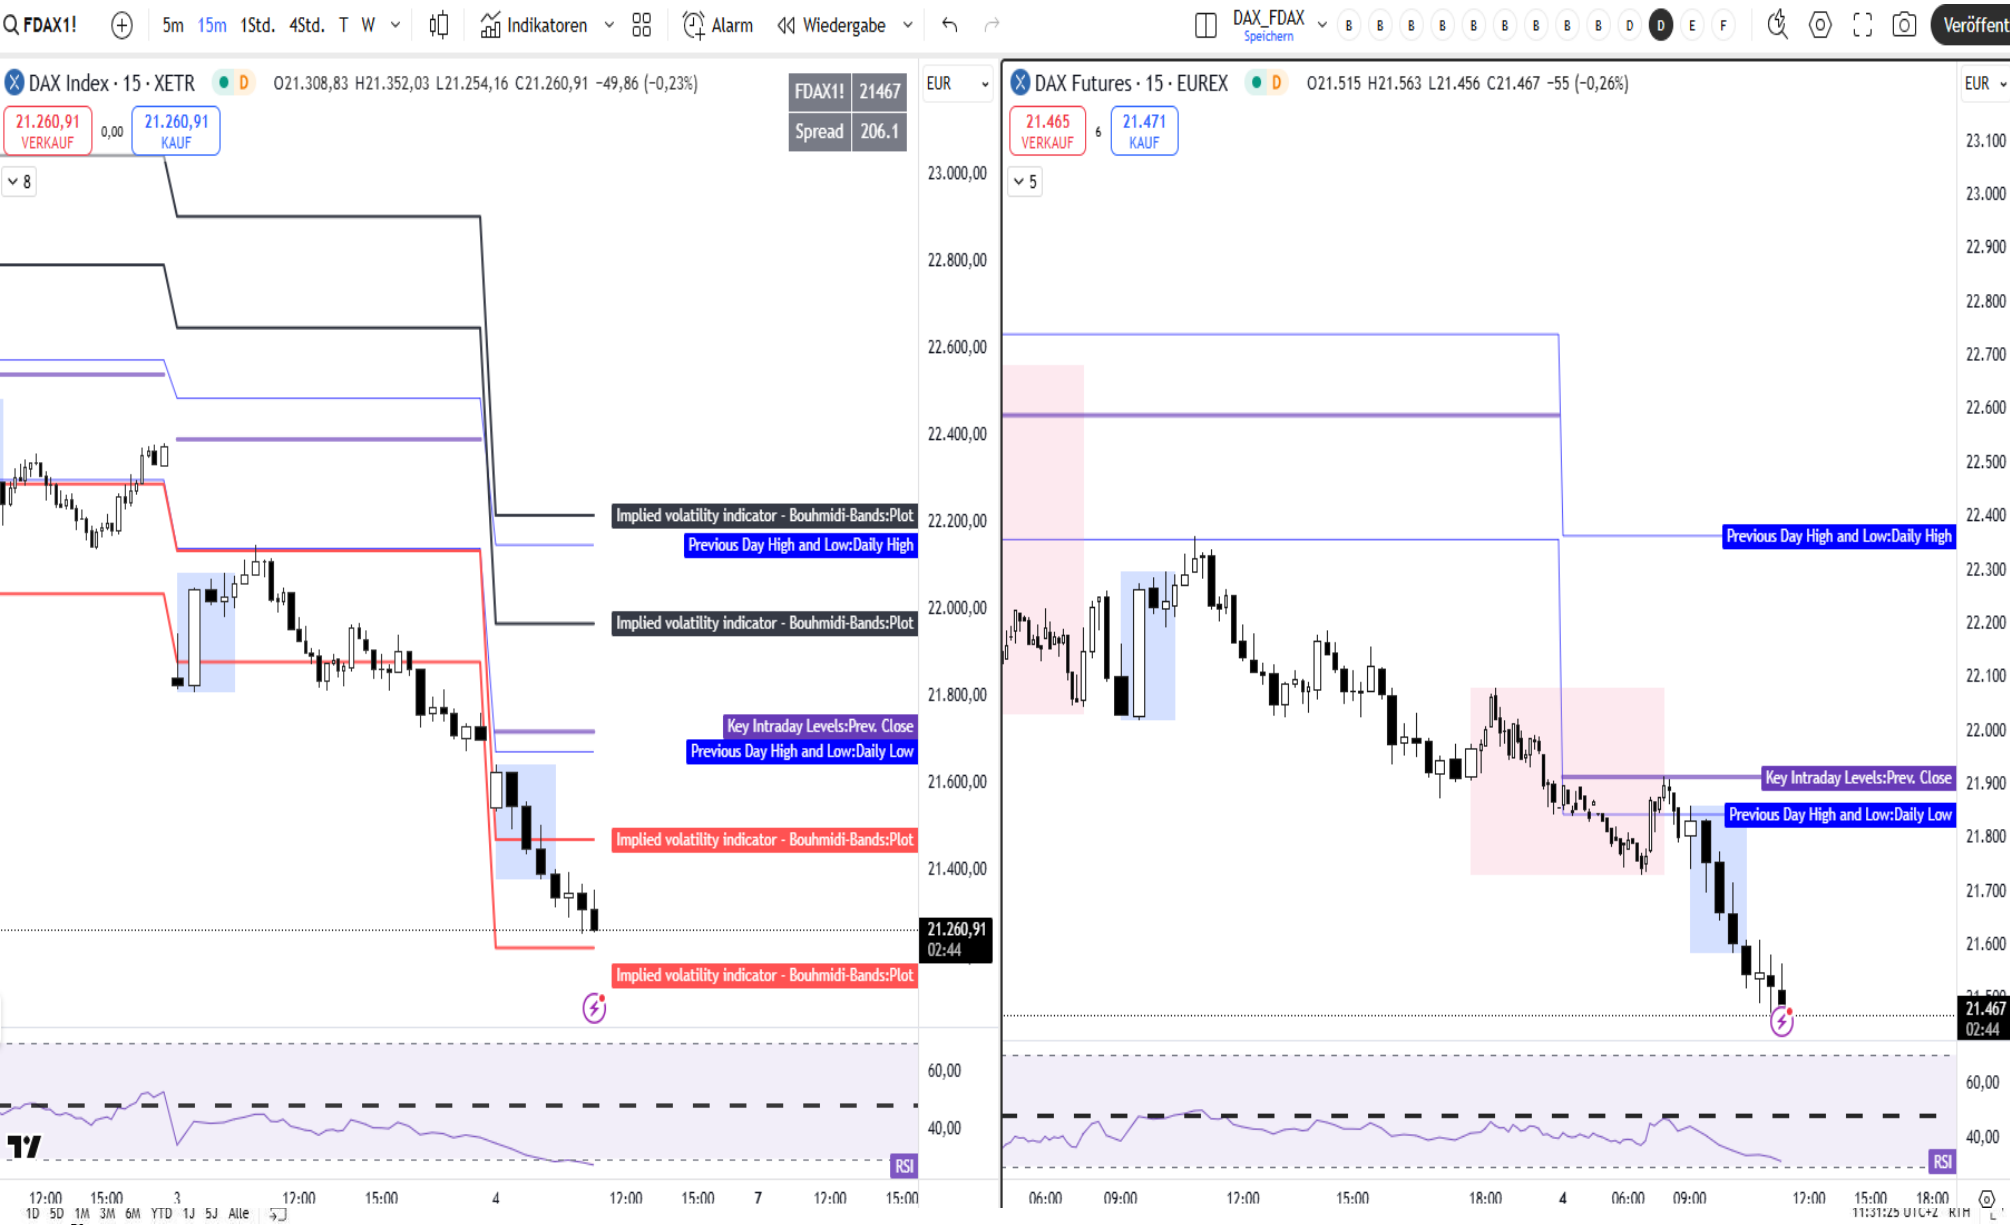 FDAX1! 5m 15m 1Std. 4Std. T W Indikatoren Alarm Wiedergabe DAX_FDAX Speichern B B B B B B B B B D D E F Veröffent
DAX Index · 15 · XETR D O21.308,83 H21.352,03 L21.254,16 C21.260,91 −49,86 (−0,23%)
21.260,91 VERKAUF 0,00 21.260,91 KAUF
8
FDAX1! 21467
Spread 206.1
EUR
23.000,00
22.800,00
22.600,00
22.400,00
22.200,00
22.000,00
21.800,00
21.600,00
21.400,00
21.260,91
02:44
Implied volatility indicator - Bouhmidi-Bands:Plot
Previous Day High and Low:Daily High
Implied volatility indicator - Bouhmidi-Bands:Plot
Key Intraday Levels:Prev. Close
Previous Day High and Low:Daily Low
Implied volatility indicator - Bouhmidi-Bands:Plot
Implied volatility indicator - Bouhmidi-Bands:Plot
60,00
40,00
RSI
12:00 15:00 3 12:00 15:00 4 12:00 15:00 7 12:00 15:00
1D 5D 1M 3M 6M YTD 1J 5J Alle
DAX Futures · 15 · EUREX D O21.515 H21.563 L21.456 C21.467 −55 (−0,26%)
21.465 VERKAUF 6 21.471 KAUF
5
EUR
23.100
23.000
22.900
22.800
22.700
22.600
22.500
22.400
22.300
22.200
22.100
22.000
21.900
21.800
21.700
21.600
21.500
21.467
02:44
Previous Day High and Low:Daily High
Key Intraday Levels:Prev. Close
Previous Day High and Low:Daily Low
60,00
40,00
RSI
06:00 09:00 12:00 15:00 18:00 4 06:00 09:00 12:00 15:00 18:00
11:31:25 UTC+2 RTH